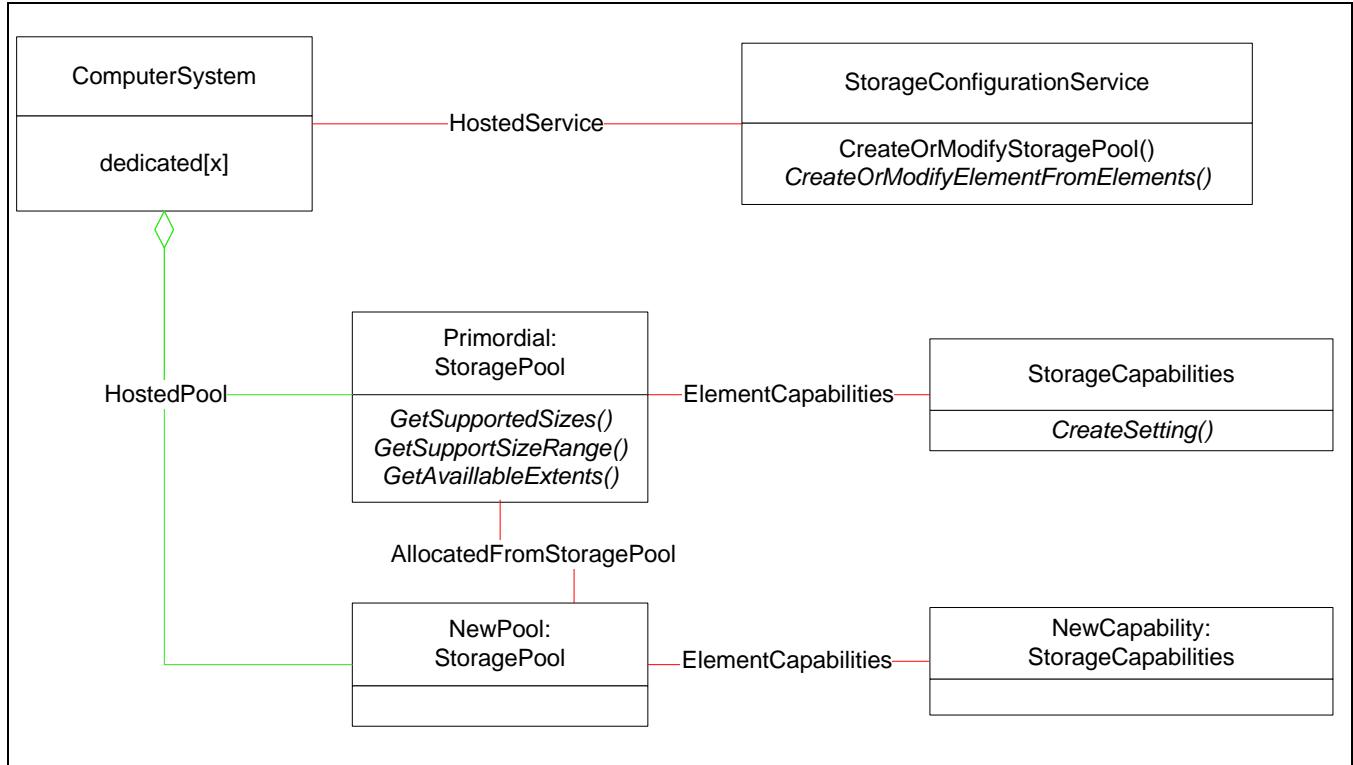 ComputerSystem
dedicated[x]
HostedService
StorageConfigurationService
CreateOrModifyStoragePool()
CreateOrModifyElementFromElements()
HostedPool
Primordial:
StoragePool
GetSupportedSizes()
GetSupportSizeRange()
GetAvaillableExtents()
ElementCapabilities
StorageCapabilities
CreateSetting()
AllocatedFromStoragePool
NewPool:
StoragePool
ElementCapabilities
NewCapability:
StorageCapabilities